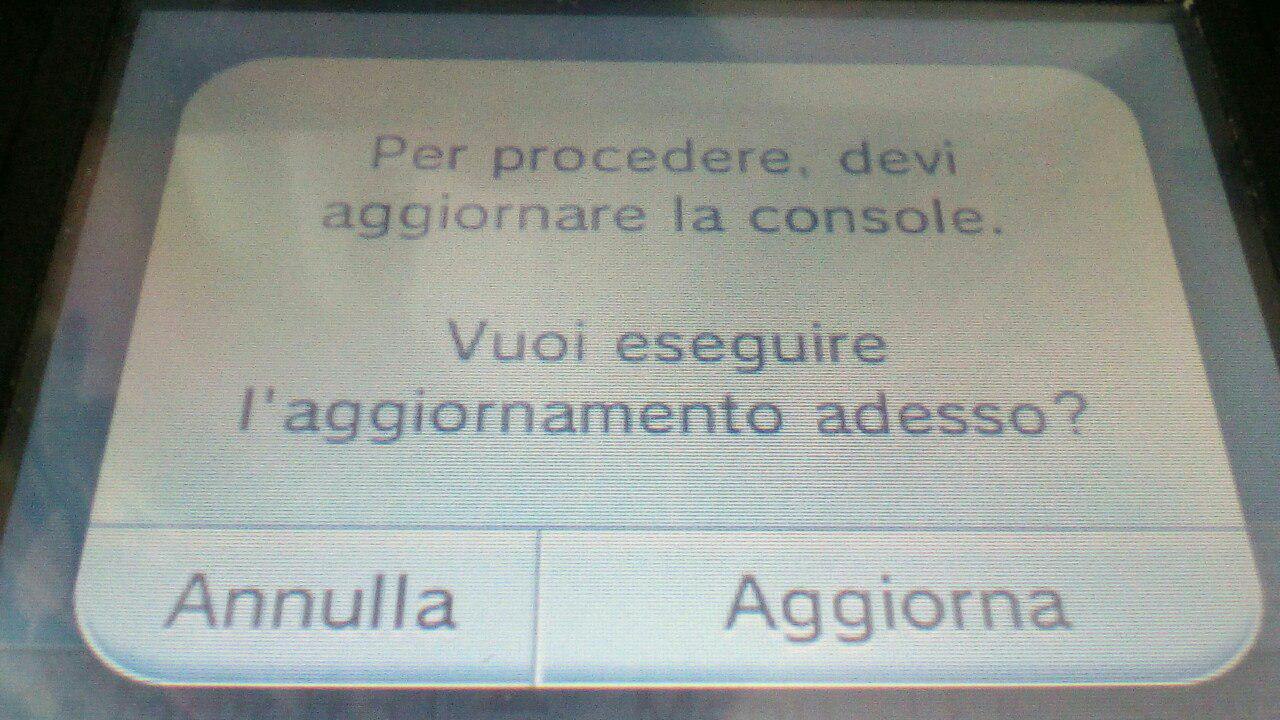 Per procedere, devi
aggiornare la console.
Vuoi eseguire
l'aggiornamento adesso?
Annulla
Aggiorna